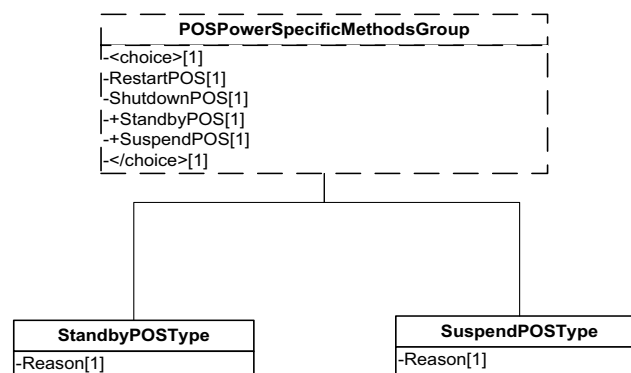 POSPowerSpecificMethodsGroup
-<choice>[1]
-RestartPOS[1]
-ShutdownPOS[1]
-+StandbyPOS[1]
-+SuspendPOS[1]
-</choice>[1]
StandbyPOSType
-Reason[1]
SuspendPOSType
-Reason[1]